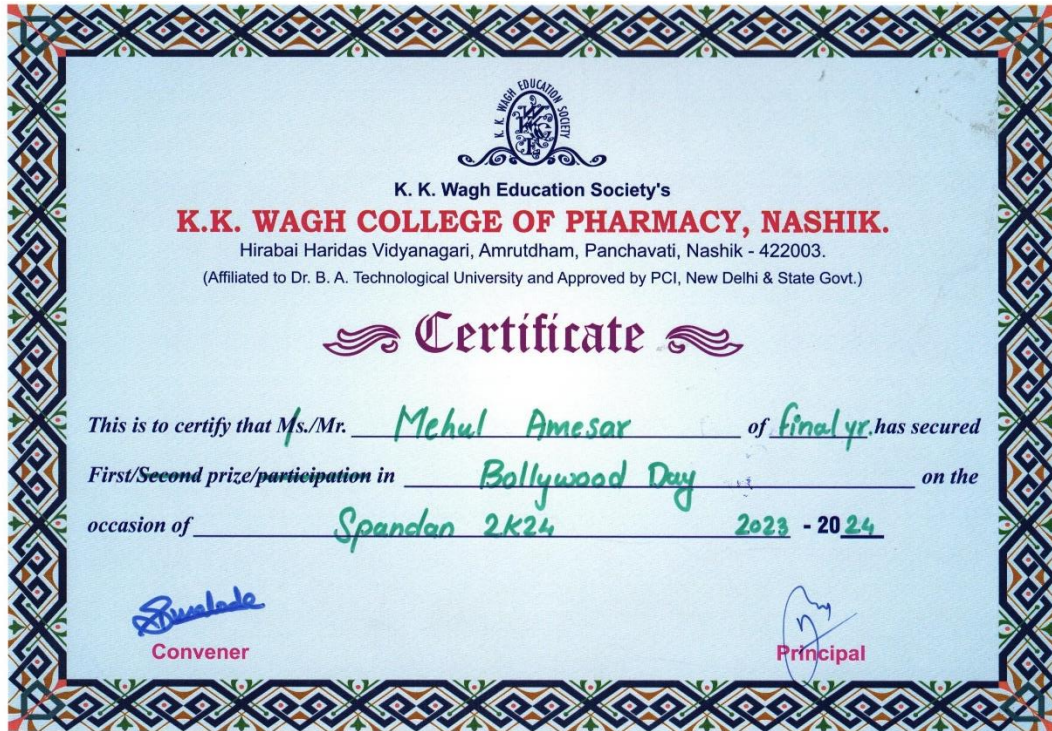 K. K. WAGH EDUCATION SOCIETY
K. K. Wagh Education Society's
K.K. WAGH COLLEGE OF PHARMACY, NASHIK.
Hirabai Haridas Vidyanagari, Amrutdham, Panchavati, Nashik - 422003.
(Affiliated to Dr. B. A. Technological University and Approved by PCI, New Delhi & State Govt.)
Certificate
This is to certify that Ms./Mr. Mehul Amesar of final yr. has secured
First/Second prize/participation in Bollywood Day on the
occasion of Spandan 2K24 2023 - 2024
Convener
Principal